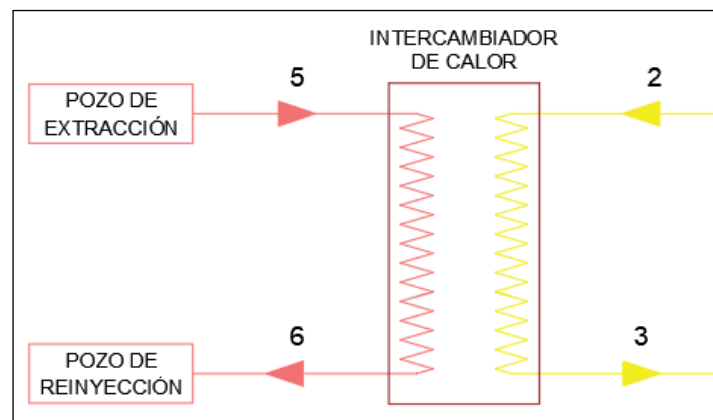 INTERCAMBIADOR
DE CALOR
5
2
POZO DE
EXTRACCIÓN
6
3
POZO DE
REINYECCIÓN